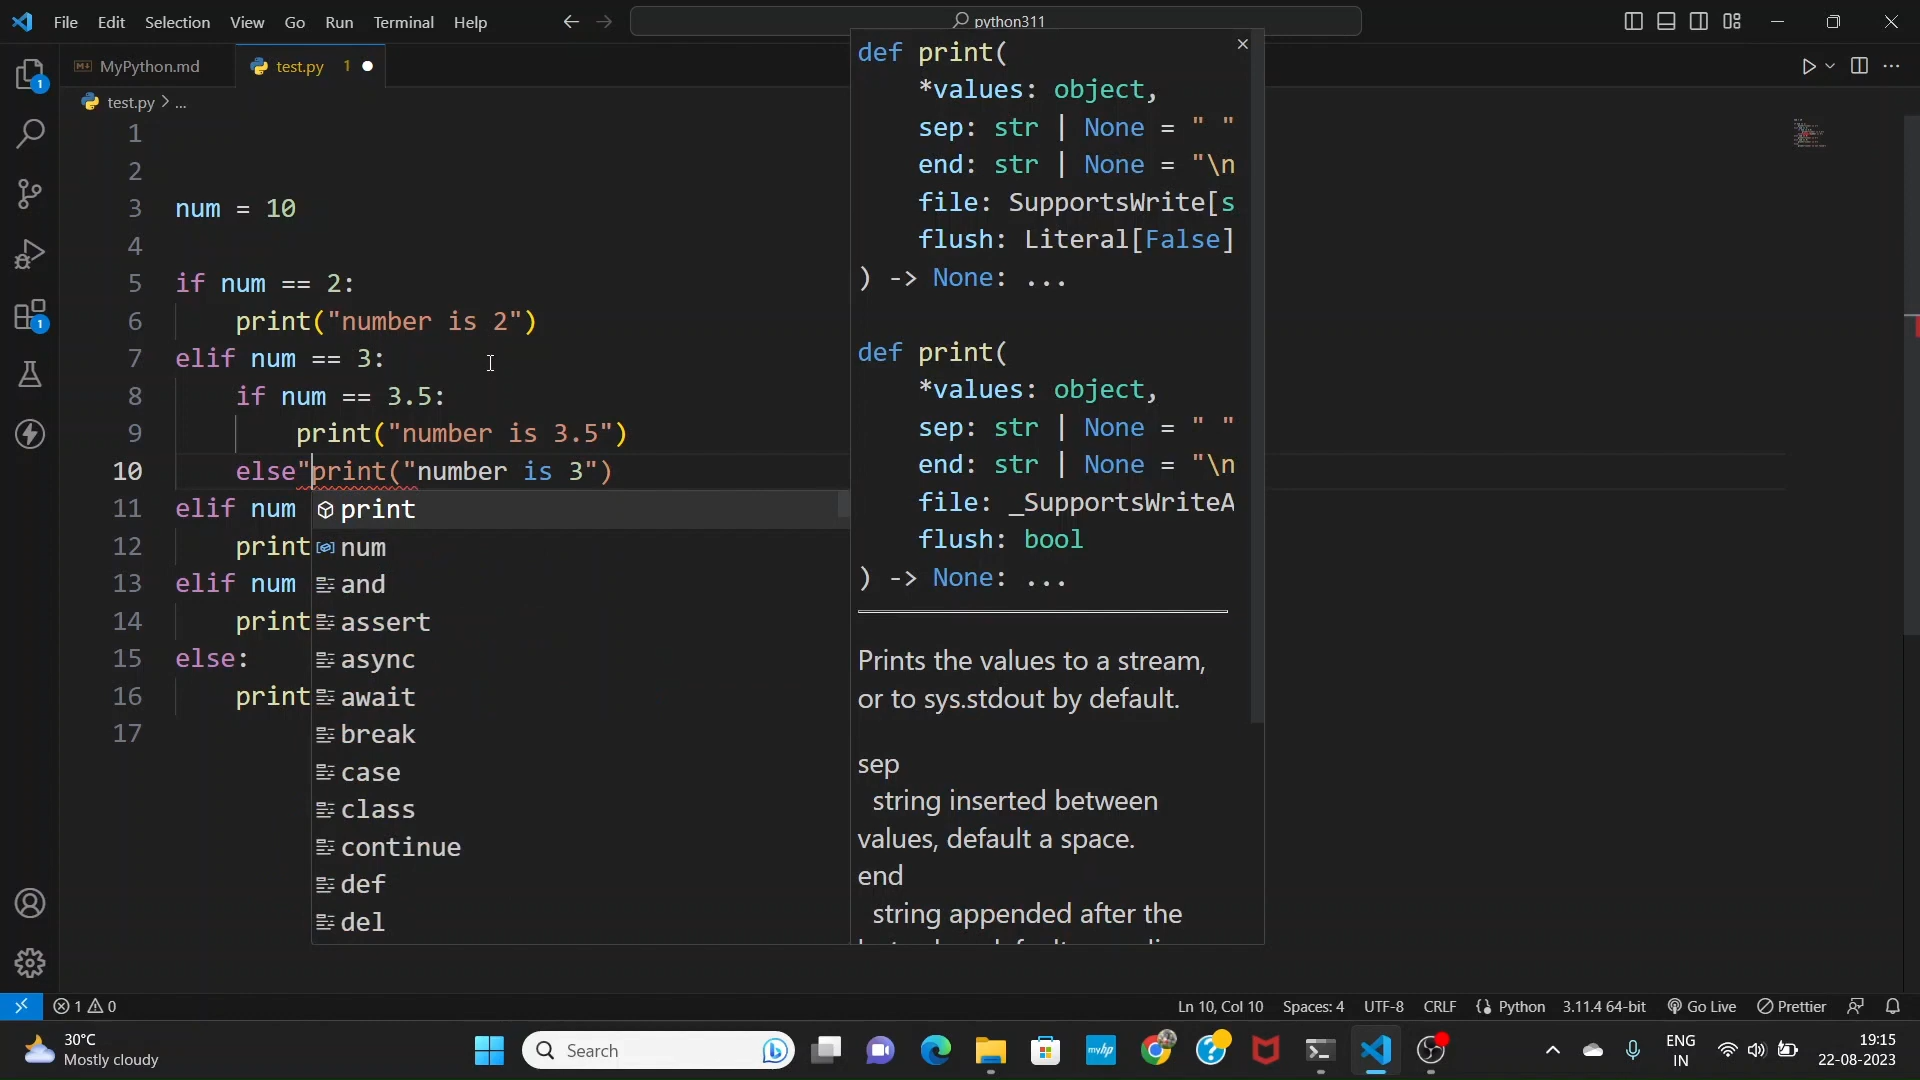 File Edit Selection View Go Run Terminal Help
python311
MyPython.md
test.py 1
test.py > ...
1
2
3 num = 10
4
5 if num == 2:
6 print("number is 2")
7 elif num == 3:
8 if num == 3.5:
9 print("number is 3.5")
10 else"print("number is 3")
11 elif num
12 print
13 elif num
14 print
15 else:
16 print
17
print
num
and
assert
async
await
break
case
class
continue
def
del
def print(
*values: object,
sep: str | None = " "
end: str | None = "\n
file: SupportsWrite[s
flush: Literal[False]
) -> None: ...
def print(
*values: object,
sep: str | None = " "
end: str | None = "\n
file: _SupportsWriteA
flush: bool
) -> None: ...
Prints the values to a stream,
or to sys.stdout by default.
sep
string inserted between
values, default a space.
end
string appended after the
1 0
Ln 10, Col 10 Spaces: 4 UTF-8 CRLF Python 3.11.4 64-bit Go Live Prettier
30°C
Mostly cloudy
Search
myhp
ENG
IN
19:15
22-08-2023